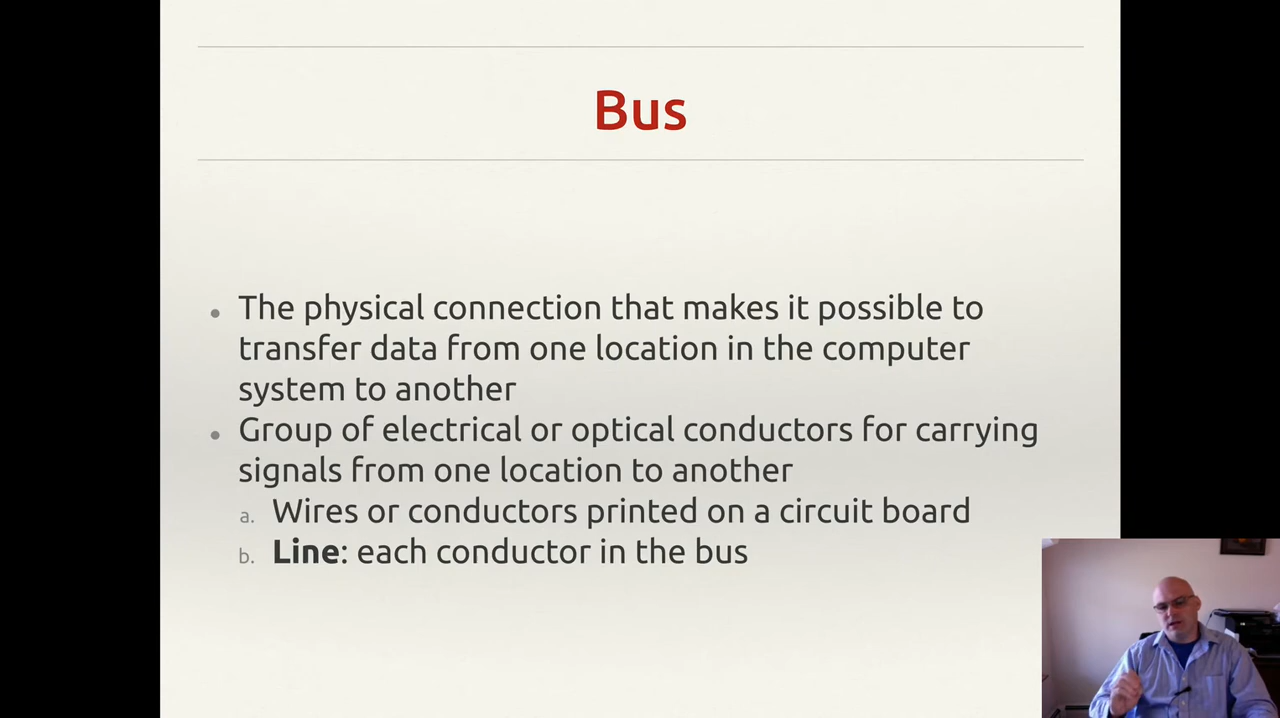 Bus
• The physical connection that makes it possible to
transfer data from one location in the computer
system to another
• Group of electrical or optical conductors for carrying
signals from one location to another
a. Wires or conductors printed on a circuit board
b. Line: each conductor in the bus